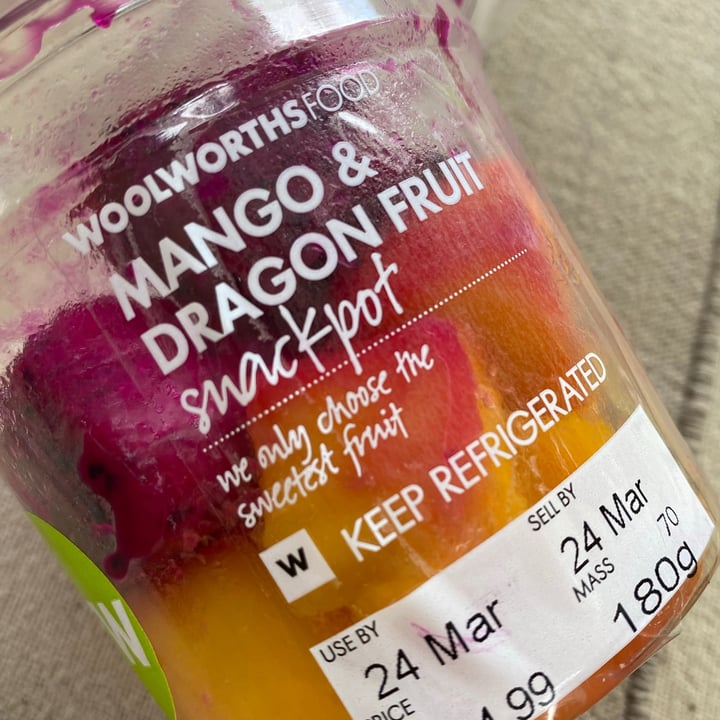 WOOLWORTHSFOOD
MANGO &
DRAGON FRUIT
snackpot
we only choose the
sweetest fruit
W KEEP REFRIGERATED
USE BY
24 Mar
SELL BY
24 Mar
70
MASS
180g